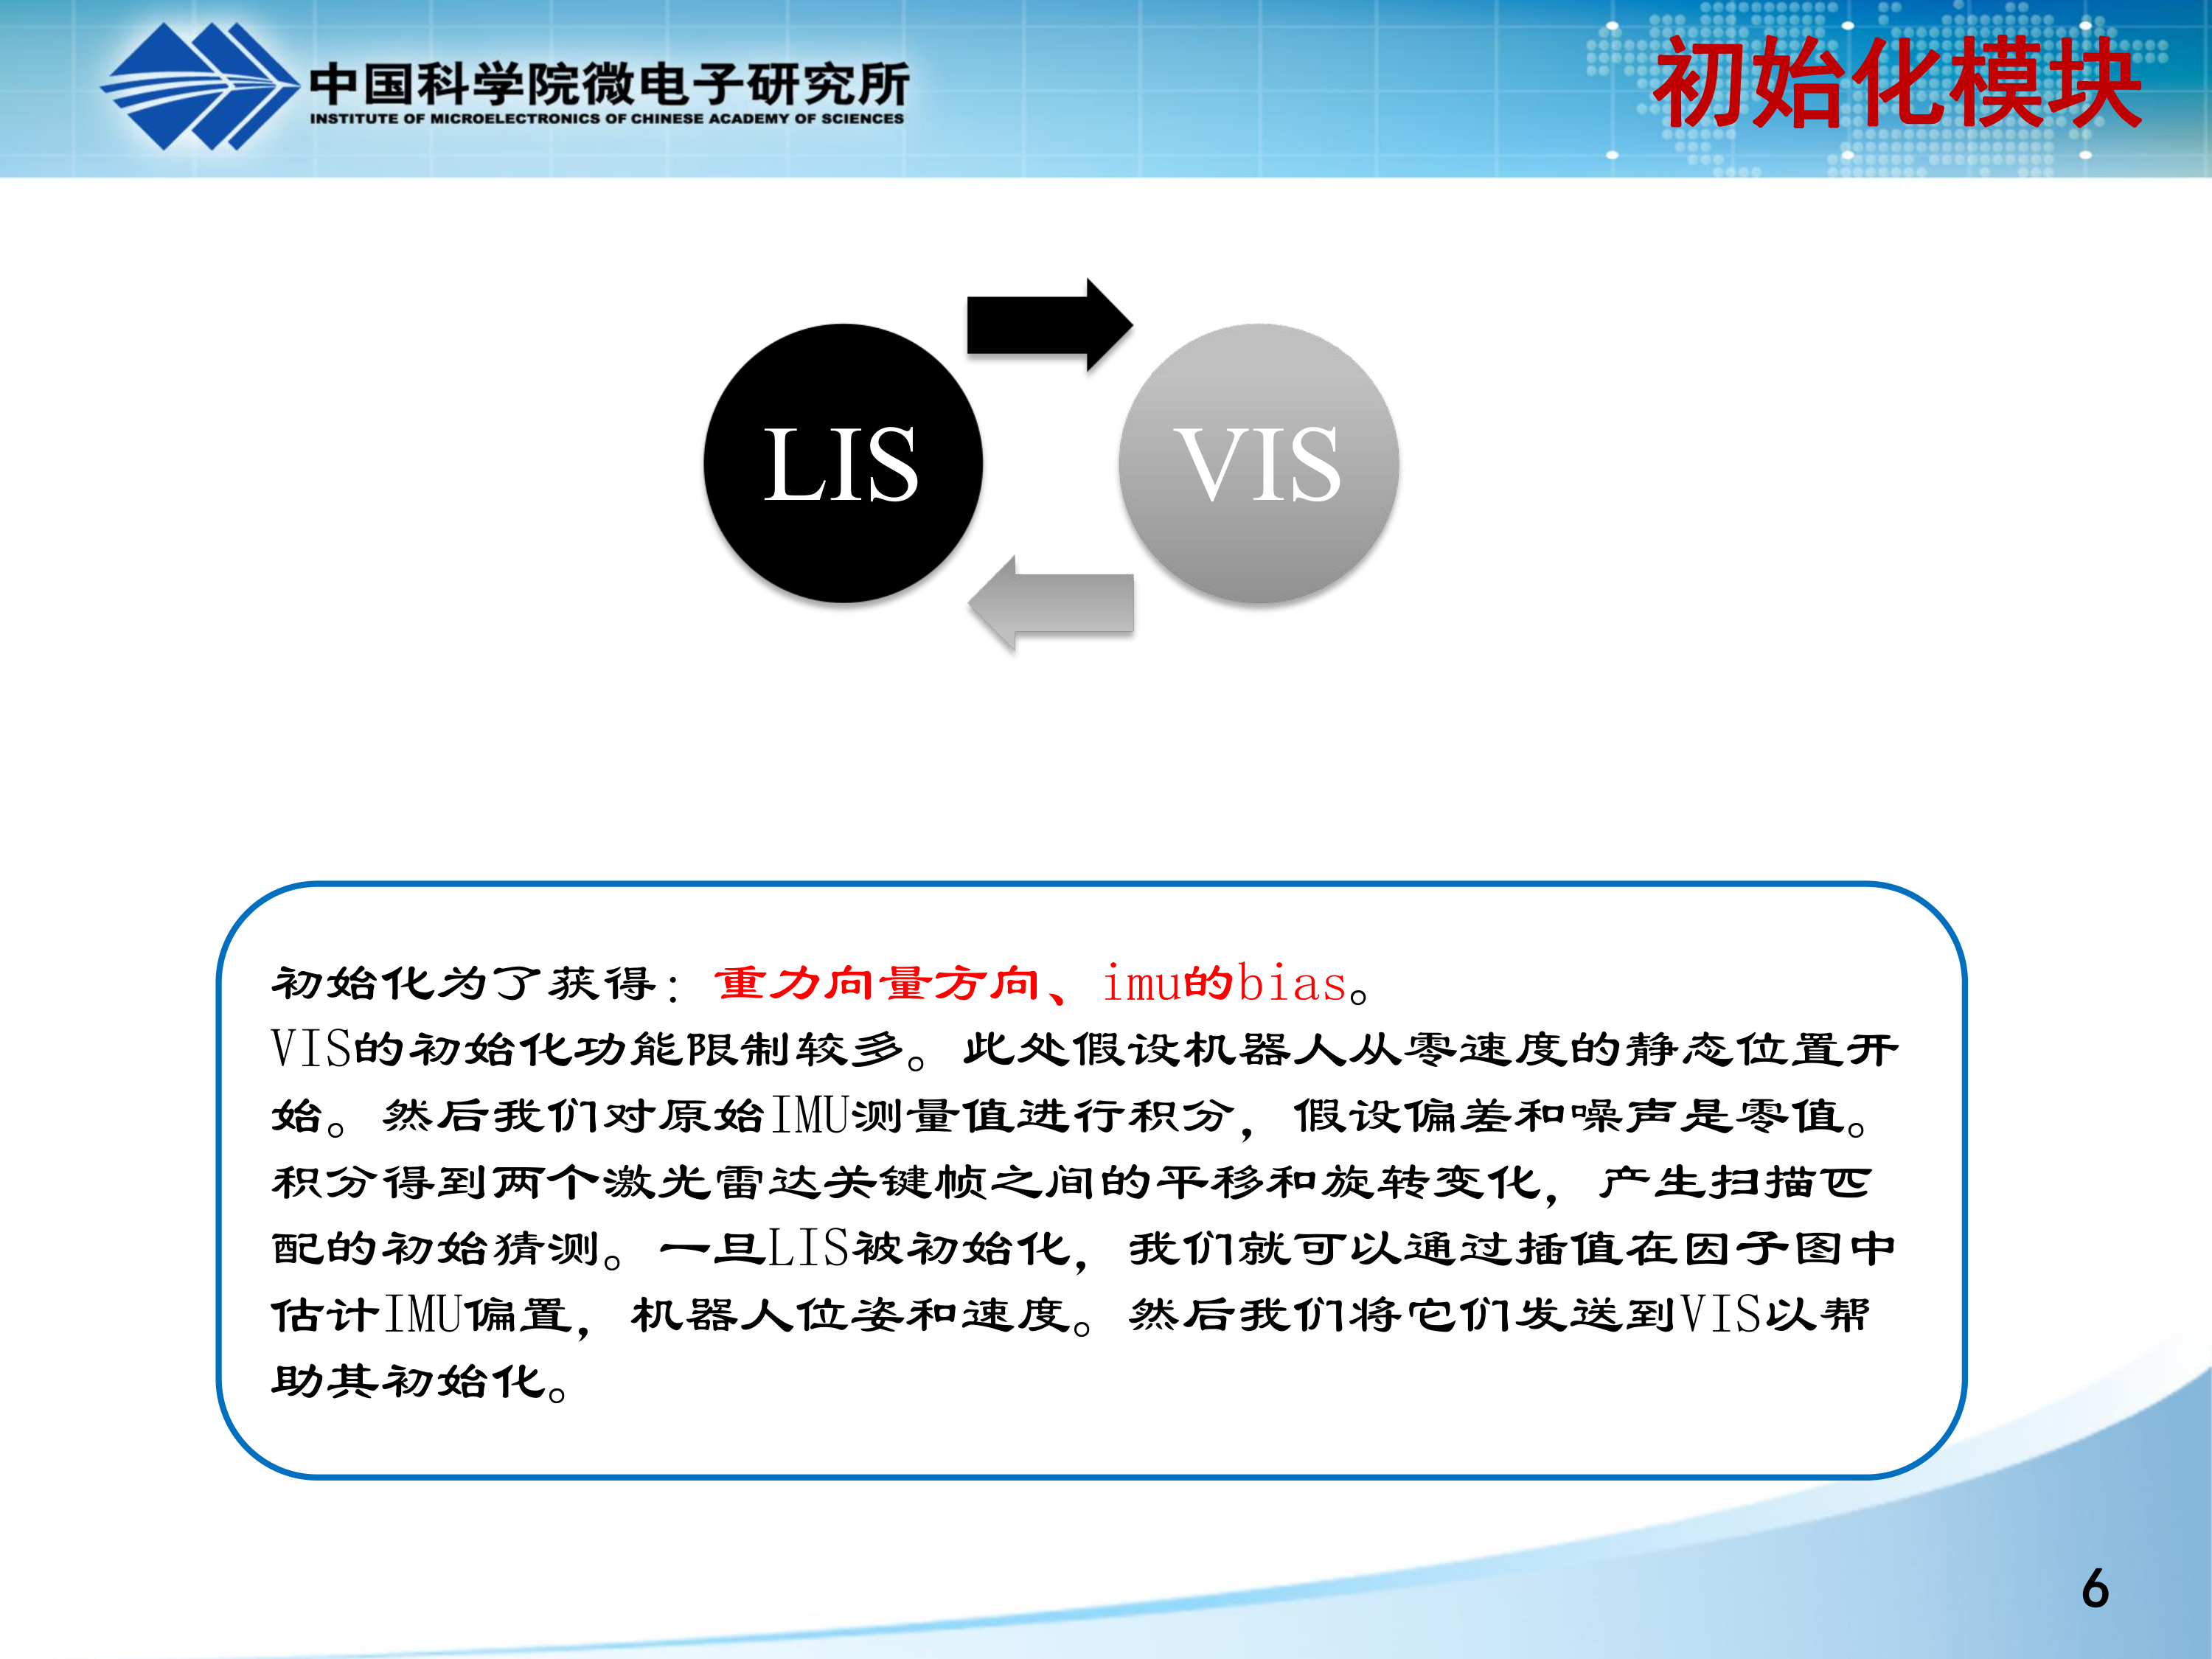 中国科学院微电子研究所
INSTITUTE OF MICROELECTRONICS OF CHINESE ACADEMY OF SCIENCES
初始化模块
LIS
VIS
初始化为了获得：重力向量方向、imu的bias。
VIS的初始化功能限制较多。此处假设机器人从零速度的静态位置开
始。然后我们对原始IMU测量值进行积分，假设偏差和噪声是零值。
积分得到两个激光雷达关键帧之间的平移和旋转变化，产生扫描匹
配的初始猜测。一旦LIS被初始化，我们就可以通过插值在因子图中
估计IMU偏置，机器人位姿和速度。然后我们将它们发送到VIS以帮
助其初始化。
6